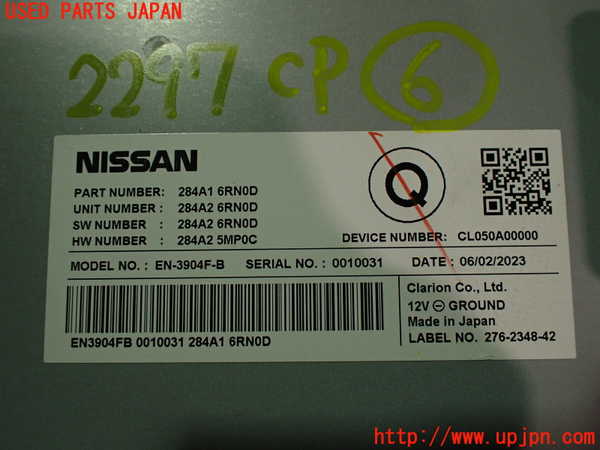 USED PARTS JAPAN
2297 CP 6
NISSAN
PART NUMBER: 284A1 6RN0D
UNIT NUMBER : 284A2 6RN0D
SW NUMBER : 284A2 6RN0D
HW NUMBER : 284A2 5MP0C
Q
DEVICE NUMBER: CL050A00000
MODEL NO. : EN-3904F-B SERIAL NO. : 0010031 DATE : 06/02/2023
EN3904FB 0010031 284A1 6RN0D
Clarion Co., Ltd.
12V ⊖ GROUND
Made in Japan
LABEL NO. 276-2348-42
http://www.upjpn.com/